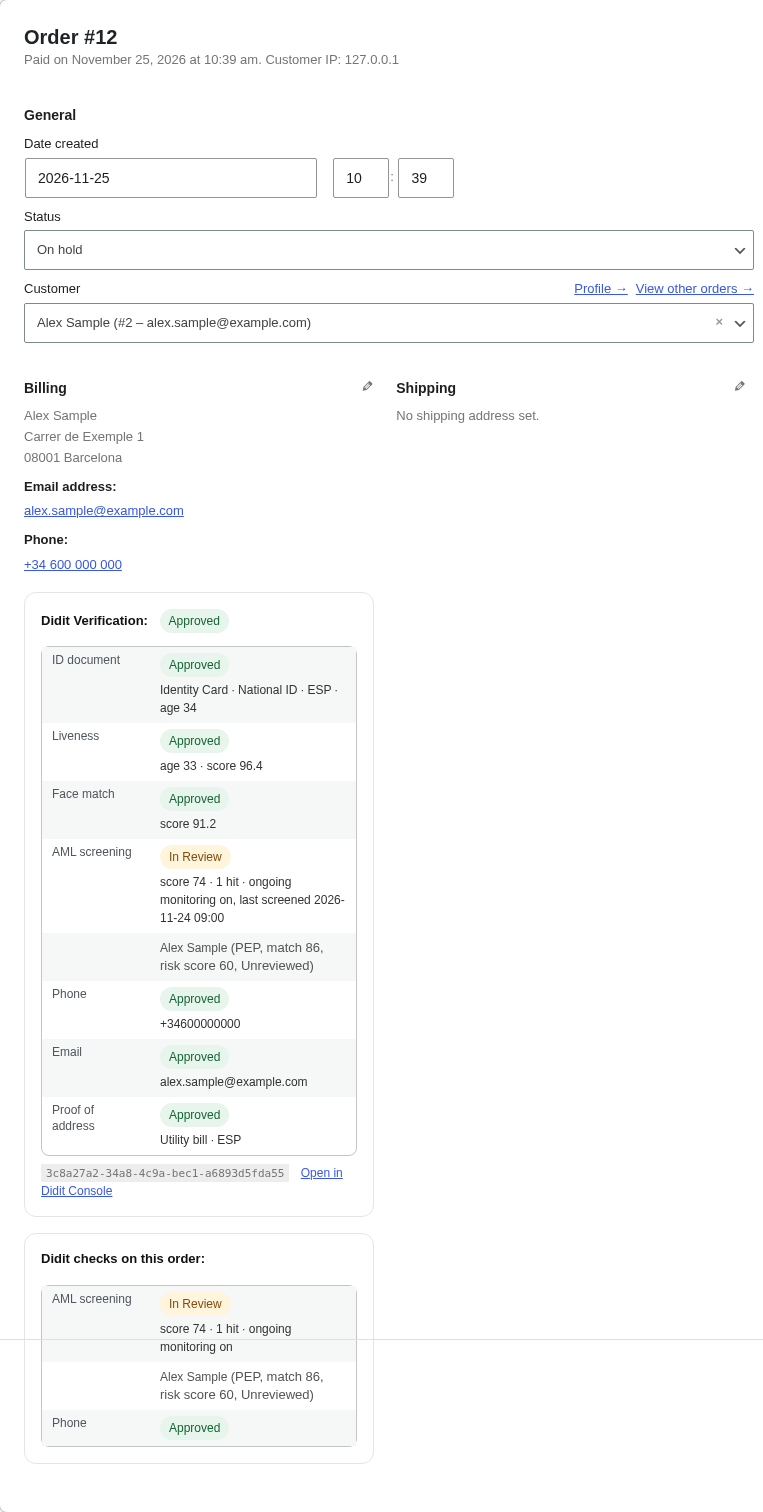 Order #12
Paid on November 25, 2026 at 10:39 am. Customer IP: 127.0.0.1
General
Date created
2026-11-25 10 : 39
Status
On hold
Customer Profile → View other orders →
Alex Sample (#2 – alex.sample@example.com) ×
Billing
Alex Sample
Carrer de Exemple 1
08001 Barcelona
Email address:
alex.sample@example.com
Phone:
+34 600 000 000
Shipping
No shipping address set.
Didit Verification: Approved
ID document Approved
Identity Card · National ID · ESP ·
age 34
Liveness Approved
age 33 · score 96.4
Face match Approved
score 91.2
AML screening In Review
score 74 · 1 hit · ongoing
monitoring on, last screened 2026-
11-24 09:00
Alex Sample (PEP, match 86,
risk score 60, Unreviewed)
Phone Approved
+34600000000
Email Approved
alex.sample@example.com
Proof of
address Approved
Utility bill · ESP
3c8a27a2-34a8-4c9a-bec1-a6893d5fda55 Open in
Didit Console
Didit checks on this order:
AML screening In Review
score 74 · 1 hit · ongoing
monitoring on
Alex Sample (PEP, match 86,
risk score 60, Unreviewed)
Phone Approved